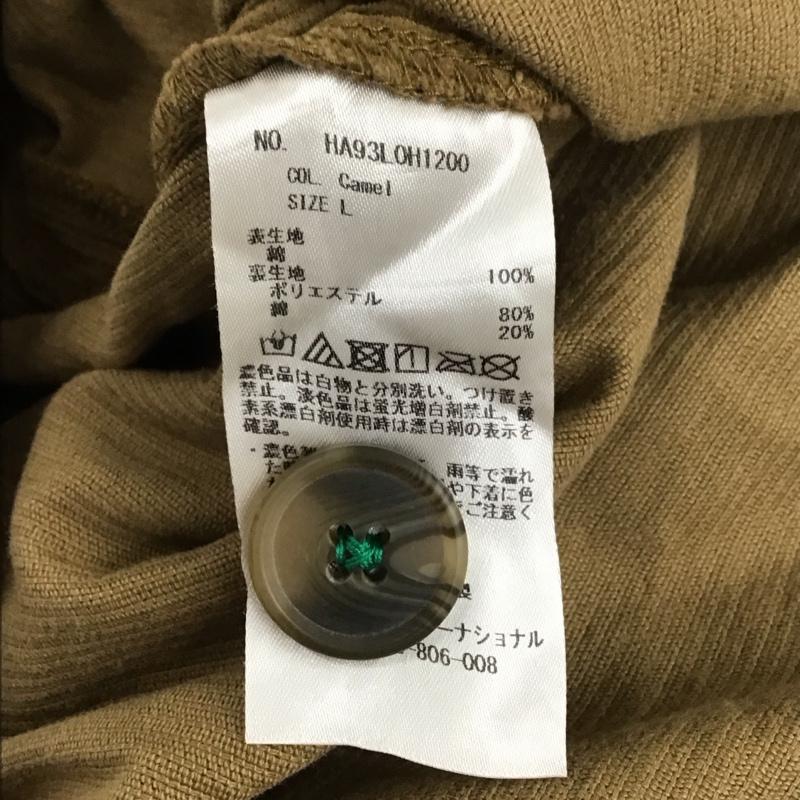 NO. HA93LOH1200
COL. Camel
SIZE L
表生地
綿 100%
裏生地
ポリエステル 80%
綿 20%
濃色品は白物と分別洗い。つけ置き
禁止。淡色品は蛍光増白剤禁止。酸
素系漂白剤使用時は漂白剤の表示を
確認。
・濃色 雨等で濡れ
や下着に色
ご注意く
製
ーナショナル
-806-008